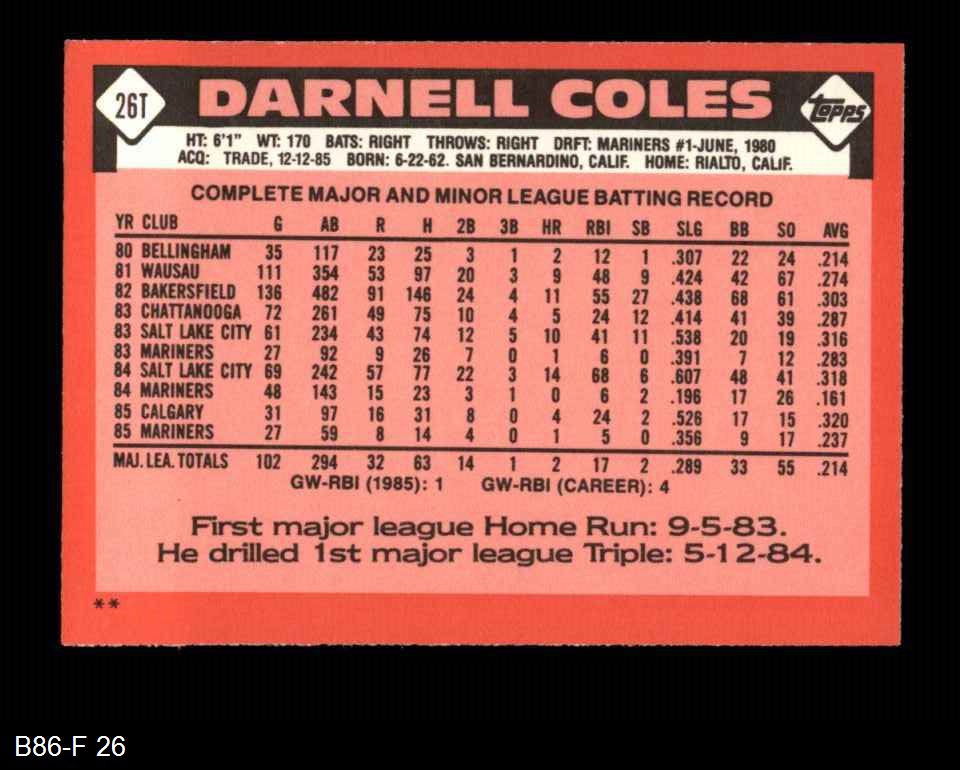 26T DARNELL COLES Topps
HT: 6'1" WT: 170 BATS: RIGHT THROWS: RIGHT DRFT: MARINERS #1-JUNE, 1980
ACQ: TRADE, 12-12-85 BORN: 6-22-62. SAN BERNARDINO, CALIF. HOME: RIALTO, CALIF.
COMPLETE MAJOR AND MINOR LEAGUE BATTING RECORD
YR CLUB G AB R H 2B 3B HR RBI SB SLG BB SO AVG
80 BELLINGHAM 35 117 23 25 3 1 2 12 1 .307 22 24 .214
81 WAUSAU 111 354 53 97 20 3 9 48 9 .424 42 67 .274
82 BAKERSFIELD 136 482 91 146 24 4 11 55 27 .438 68 61 .303
83 CHATTANOOGA 72 261 49 75 10 4 5 24 12 .414 41 39 .287
83 SALT LAKE CITY 61 234 43 74 12 5 10 41 11 .538 20 19 .316
83 MARINERS 27 92 9 26 7 0 1 6 0 .391 7 12 .283
84 SALT LAKE CITY 69 242 57 77 22 3 14 68 6 .607 48 41 .318
84 MARINERS 48 143 15 23 3 1 0 6 2 .196 17 26 .161
85 CALGARY 31 97 16 31 8 0 4 24 2 .526 17 15 .320
85 MARINERS 27 59 8 14 4 0 1 5 0 .356 9 17 .237
MAJ. LEA. TOTALS 102 294 32 63 14 1 2 17 2 .289 33 55 .214
GW-RBI (1985): 1 GW-RBI (CAREER): 4
First major league Home Run: 9-5-83.
He drilled 1st major league Triple: 5-12-84.
**
B86-F 26